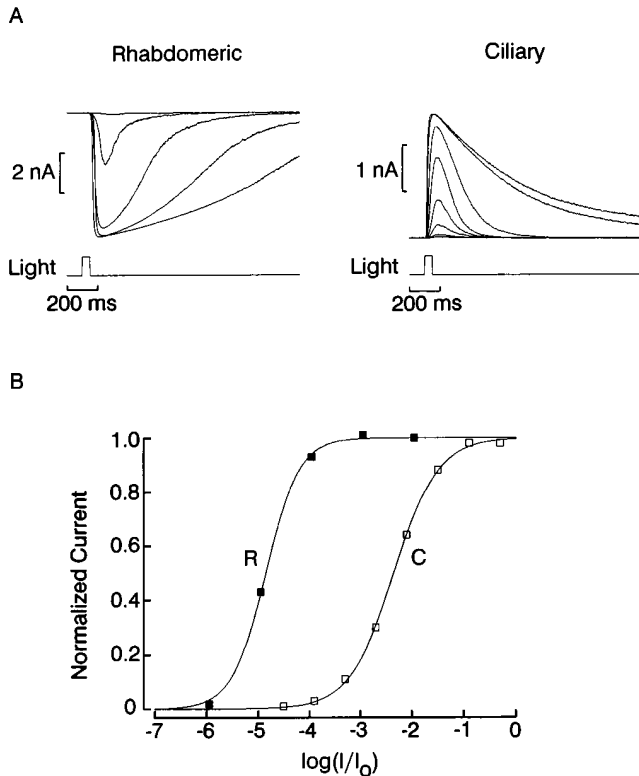 A
Rhabdomeric
Ciliary
2 nA
1 nA
Light
Light
200 ms
200 ms
B
1.0
0.8
0.6
0.4
0.2
0
Normalized Current
R
C
-7 -6 -5 -4 -3 -2 -1 0
log(I/I₀)